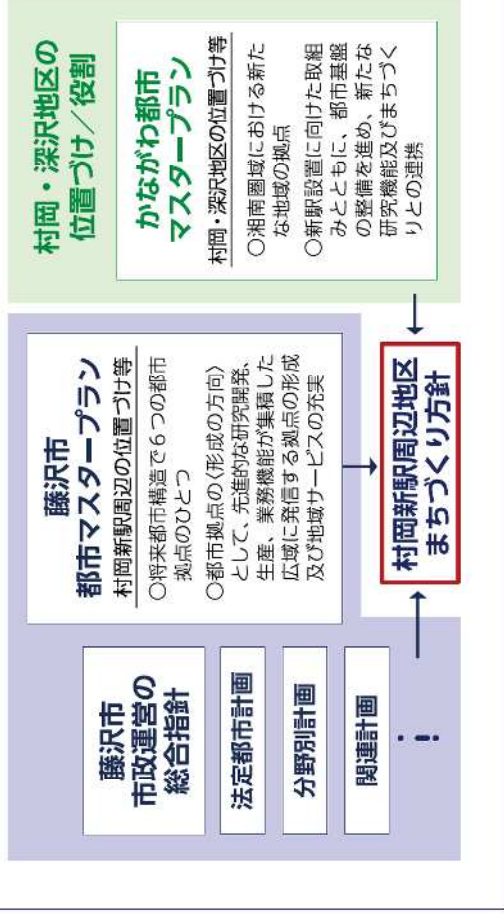 藤沢市
市政運営の
総合指針
法定都市計画
分野別計画
関連計画
藤沢市
都市マスタープラン
村岡新駅周辺の位置づけ等
○将来都市構造で6つの都市
拠点のひとつ
○都市拠点の〈形成の方向〉
として、先進的な研究開発、
生産、業務機能が集積した
広域に発信する拠点の形成
及び地域サービスの充実
村岡・深沢地区の
位置づけ／役割
かながわ都市
マスタープラン
村岡・深沢地区の位置づけ等
○湘南圏域における新た
な地域の拠点
○新駅設置に向けた取組
みとともに、都市基盤
の整備を進め、新たな
研究機能及びまちづく
りとの連携
村岡新駅周辺地区
まちづくり方針